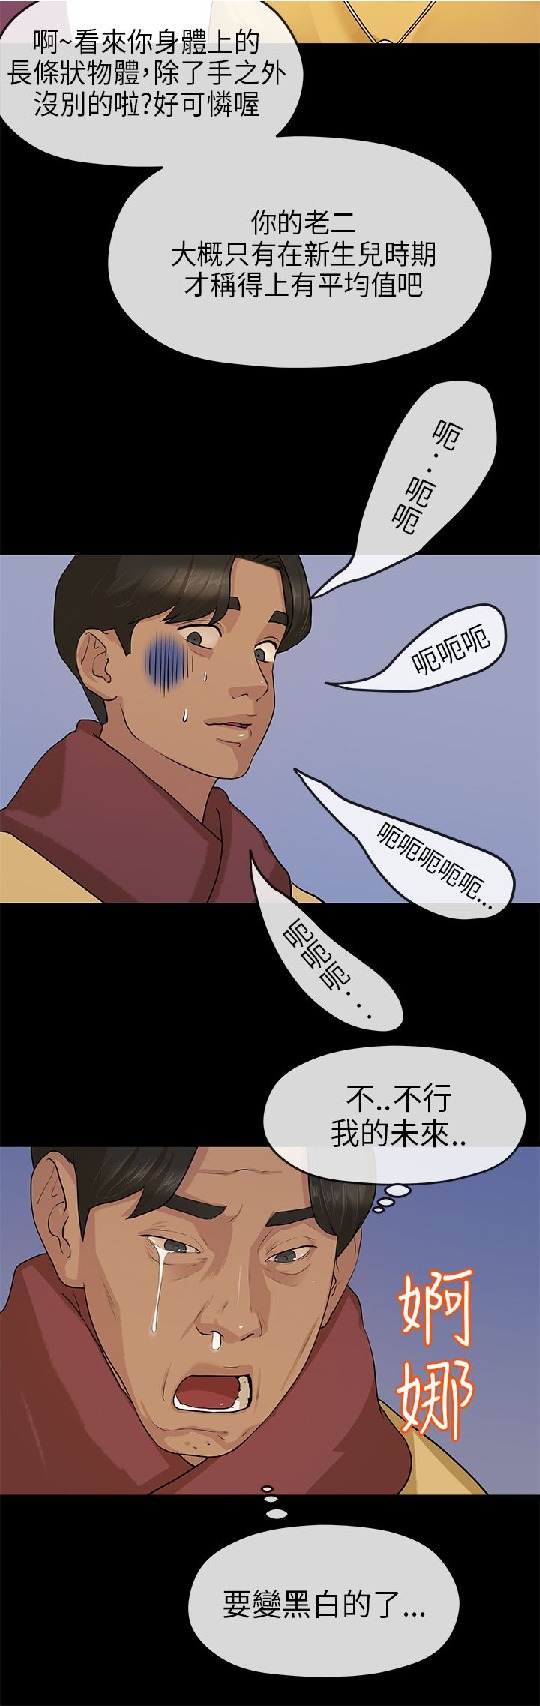 啊~看來你身體上的
長條狀物體,除了手之外
沒別的啦?好可憐喔
你的老二
大概只有在新生兒時期
才稱得上有平均值吧
呃..呃
呃
呃呃呃
呃呃呃呃呃...
呃
呃呃
呃...
不..不行
我的未來..
婀
娜
要變黑白的了...